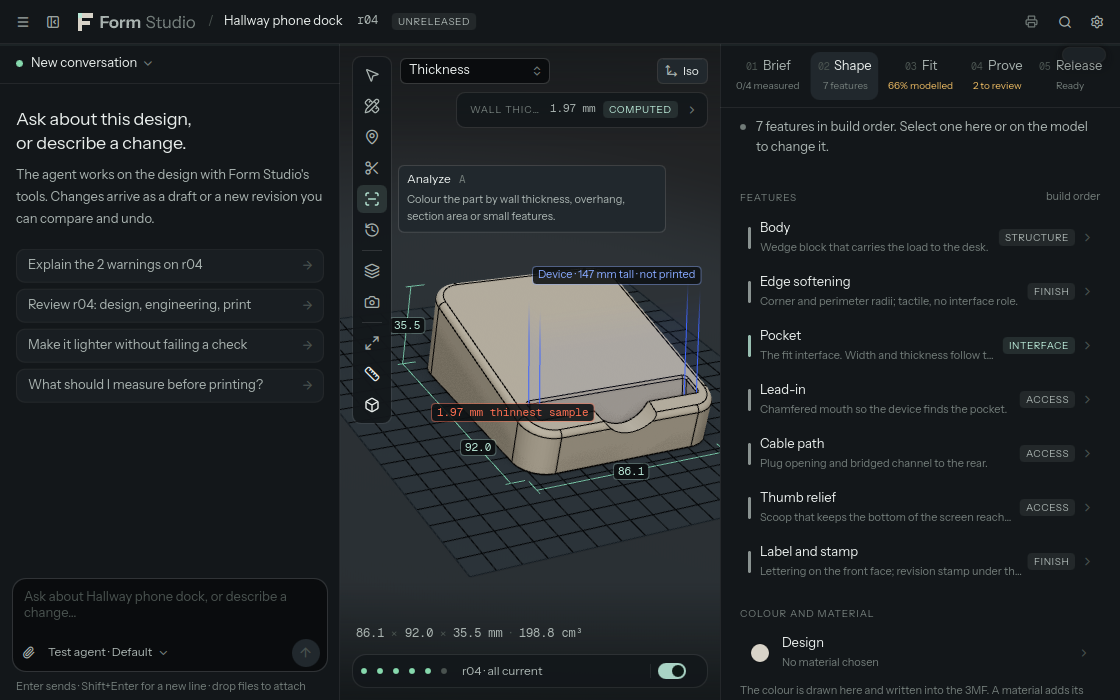 Form Studio / Hallway phone dock r04 UNRELEASED
New conversation
Ask about this design,
or describe a change.
The agent works on the design with Form Studio's
tools. Changes arrive as a draft or a new revision you
can compare and undo.
Explain the 2 warnings on r04
Review r04: design, engineering, print
Make it lighter without failing a check
What should I measure before printing?
Ask about Hallway phone dock, or describe a
change…
Test agent · Default
Enter sends · Shift+Enter for a new line · drop files to attach
Thickness
Iso
WALL THIC… 1.97 mm COMPUTED
Analyze A
Colour the part by wall thickness, overhang,
section area or small features.
Device · 147 mm tall · not printed
35.5
1.97 mm thinnest sample
92.0
86.1
86.1 × 92.0 × 35.5 mm · 198.8 cm³
r04 · all current
01 Brief
0/4 measured
02 Shape
7 features
03 Fit
66% modelled
04 Prove
2 to review
05 Release
Ready
7 features in build order. Select one here or on the model
to change it.
FEATURES build order
Body
Wedge block that carries the load to the desk.
STRUCTURE
Edge softening
Corner and perimeter radii; tactile, no interface role.
FINISH
Pocket
The fit interface. Width and thickness follow t…
INTERFACE
Lead-in
Chamfered mouth so the device finds the pocket.
ACCESS
Cable path
Plug opening and bridged channel to the rear.
ACCESS
Thumb relief
Scoop that keeps the bottom of the screen reach…
ACCESS
Label and stamp
Lettering on the front face; revision stamp under th…
FINISH
COLOUR AND MATERIAL
Design
No material chosen
The colour is drawn here and written into the 3MF. A material adds its